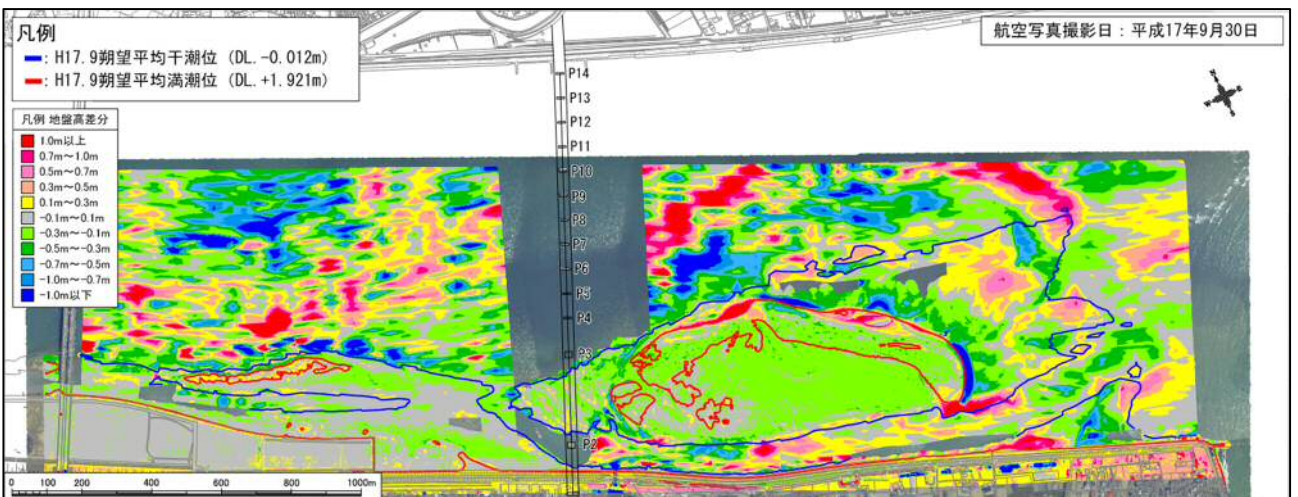 凡例
: H17.9朔望平均干潮位 (DL.-0.012m)
: H17.9朔望平均満潮位 (DL.+1.921m)
航空写真撮影日：平成17年9月30日
凡例 地盤高差分
1.0m以上
0.7m～1.0m
0.5m～0.7m
0.3m～0.5m
0.1m～0.3m
-0.1m～0.1m
-0.3m～-0.1m
-0.5m～-0.3m
-0.7m～-0.5m
-1.0m～-0.7m
-1.0m以下
P14
P13
P12
P11
P10
P9
P8
P7
P6
P5
P4
P3
P2
0 100 200 400 600 800 1000m